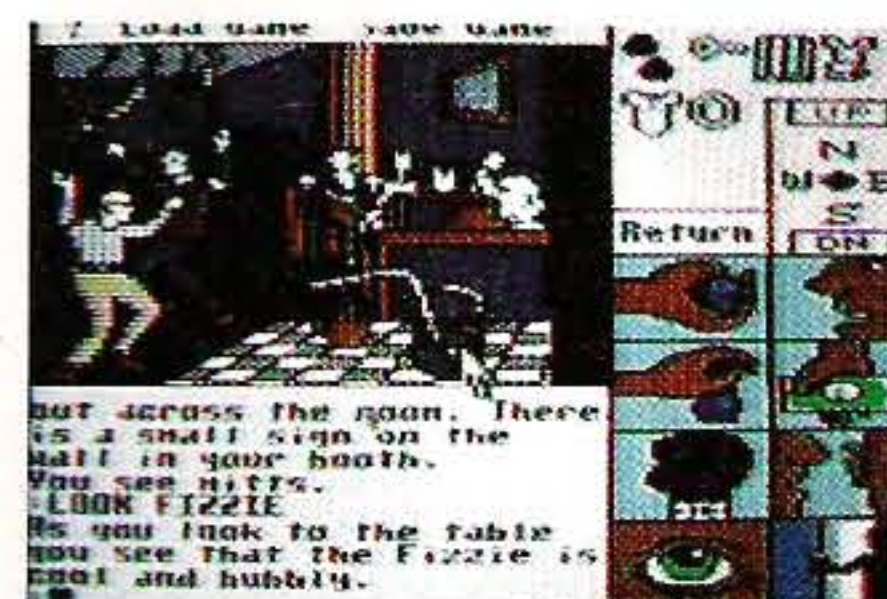 ? Load Game Save Game
UP
N
W E
S
DN
Return
out across the room. There
is a small sign on the
wall in your booth.
You see Mitts.
LOOK FIZZIE
As you look to the table
you see that the Fizzie is
cool and bubbly.